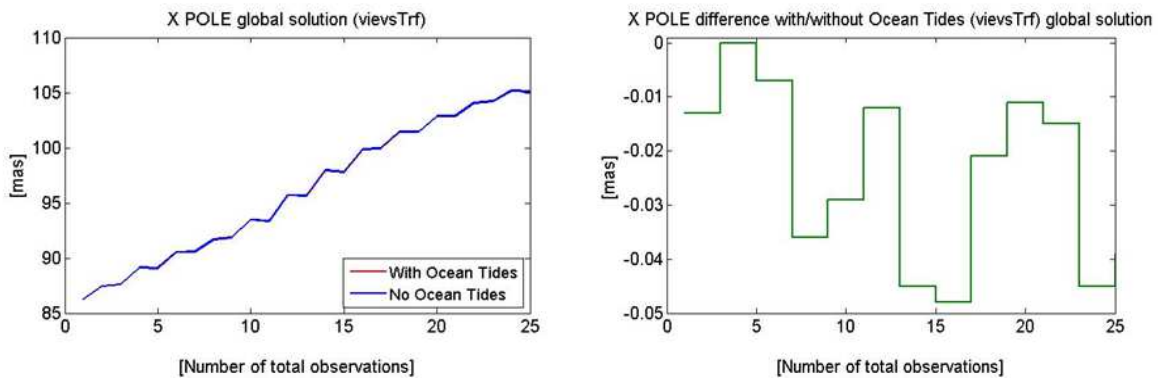 X POLE global solution (vievsTrf)
110
105
100
95
90
85
[mas]
With Ocean Tides
No Ocean Tides
0 5 10 15 20 25
[Number of total observations]
X POLE difference with/without Ocean Tides (vievsTrf) global solution
0
-0.01
-0.02
-0.03
-0.04
-0.05
[mas]
0 5 10 15 20 25
[Number of total observations]